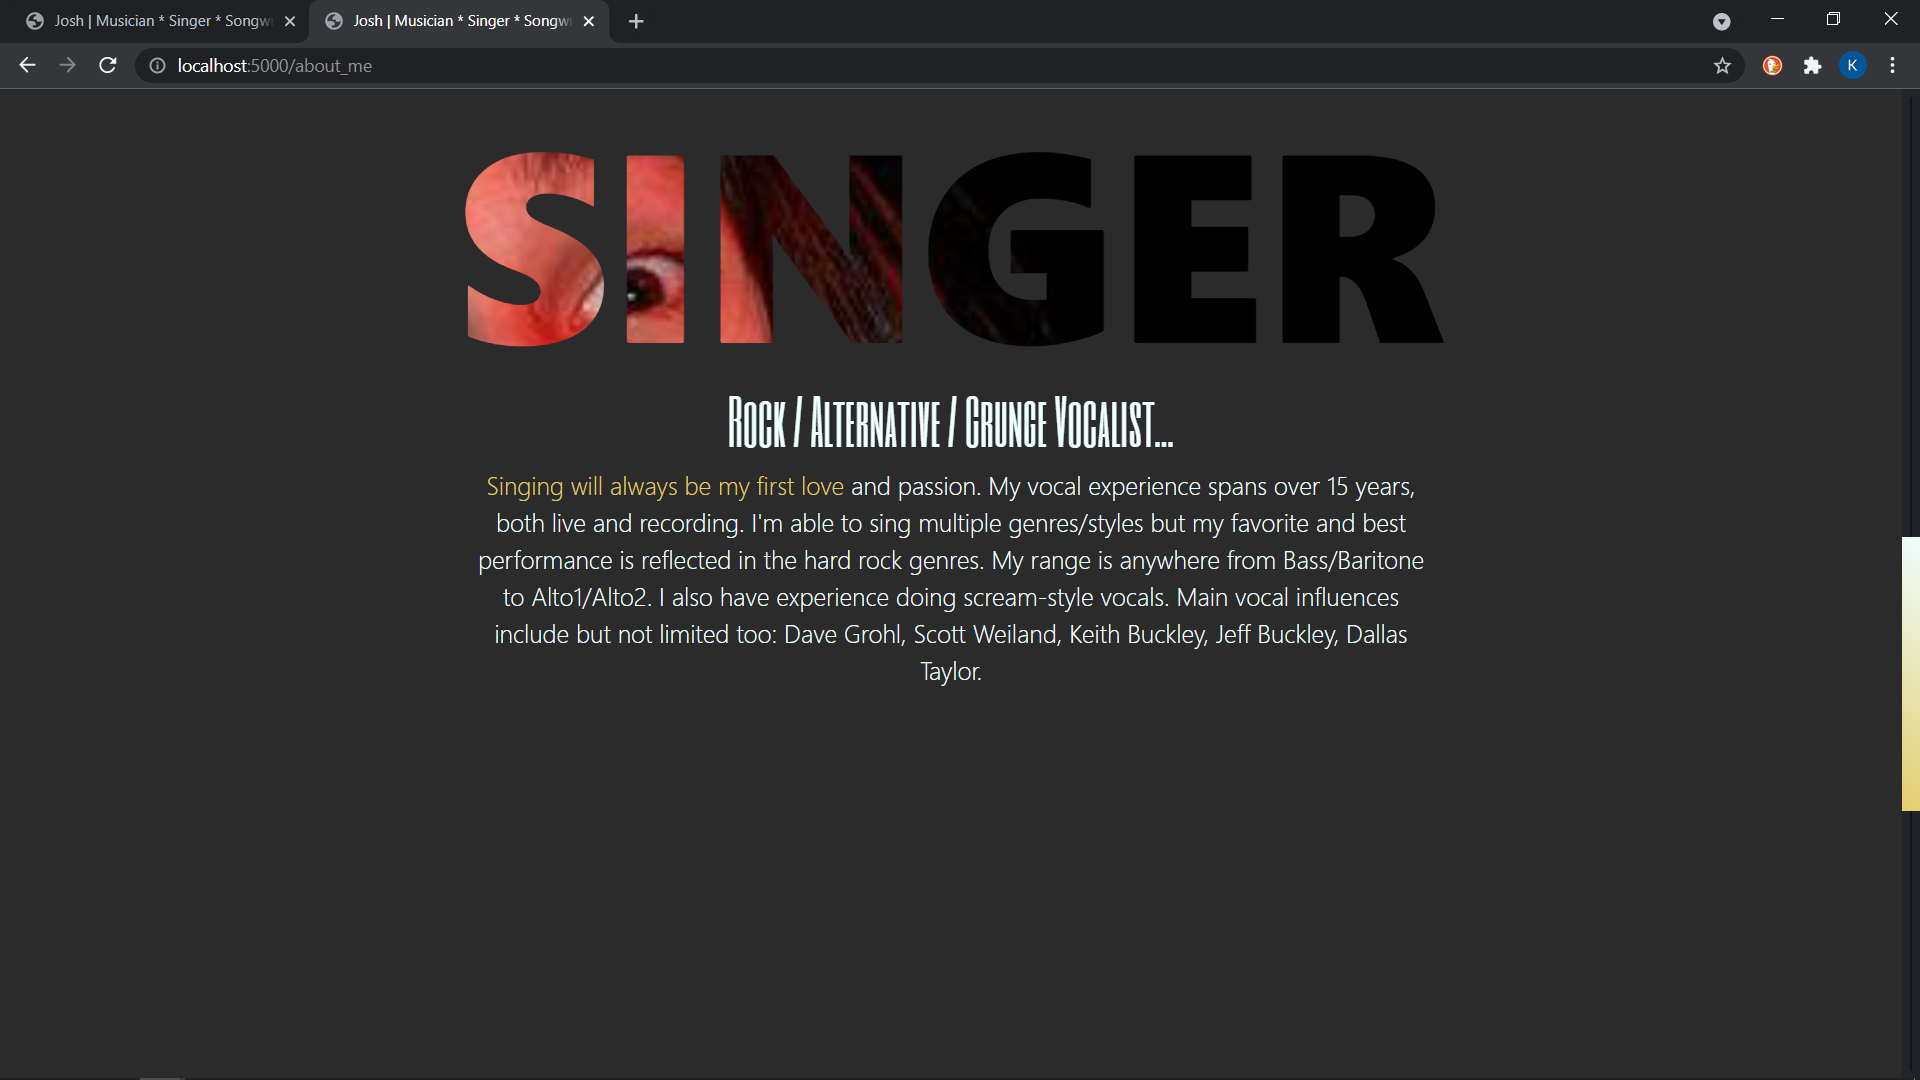 Josh | Musician * Singer * Songw
Josh | Musician * Singer * Songw
localhost:5000/about_me
K
SINGER
Rock / Alternative / Grunge Vocalist...
Singing will always be my first love and passion. My vocal experience spans over 15 years,
both live and recording. I'm able to sing multiple genres/styles but my favorite and best
performance is reflected in the hard rock genres. My range is anywhere from Bass/Baritone
to Alto1/Alto2. I also have experience doing scream-style vocals. Main vocal influences
include but not limited too: Dave Grohl, Scott Weiland, Keith Buckley, Jeff Buckley, Dallas
Taylor.